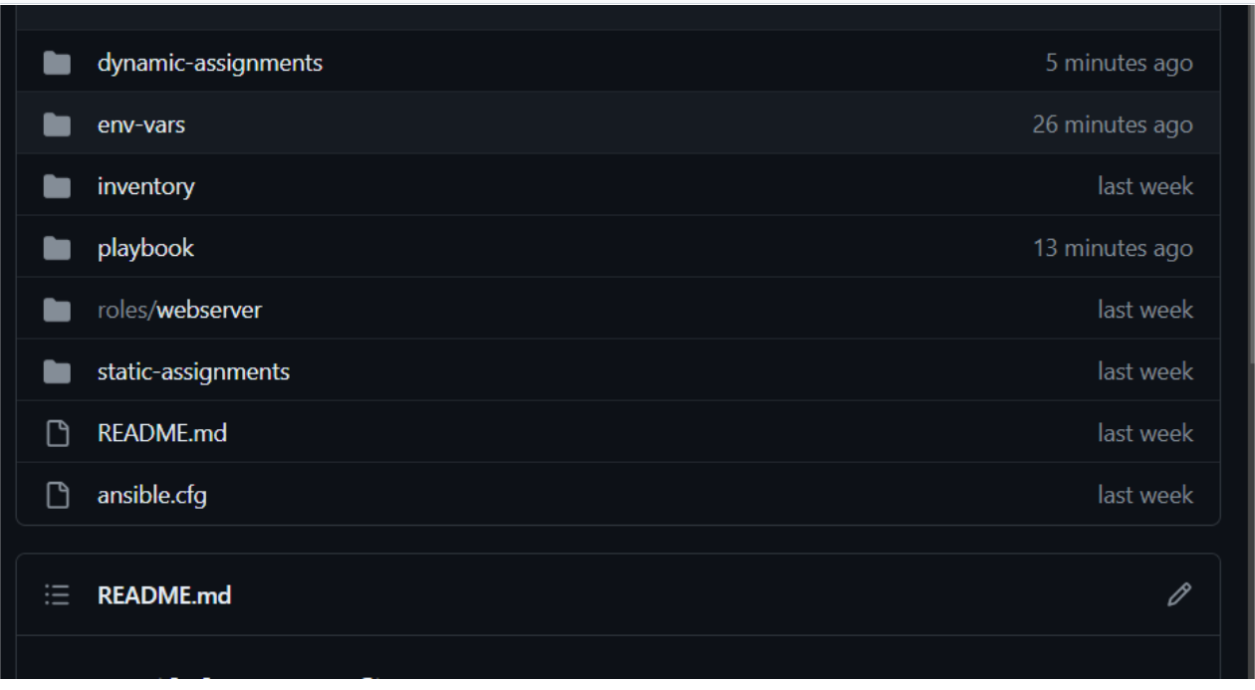 dynamic-assignments 5 minutes ago
env-vars 26 minutes ago
inventory last week
playbook 13 minutes ago
roles/webserver last week
static-assignments last week
README.md last week
ansible.cfg last week
README.md